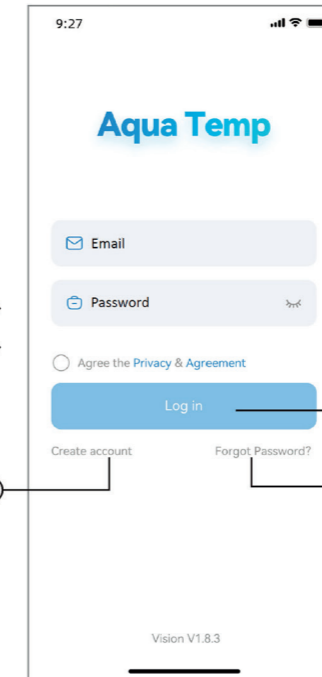 9:27
Aqua Temp
Email
Password
Agree the Privacy & Agreement
Log in
Create account Forgot Password?
Vision V1.8.3